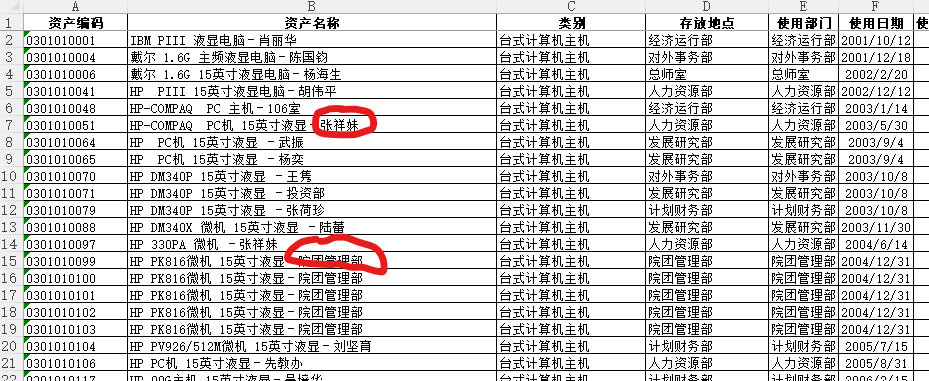 A B C D E F
1 资产编码 资产名称 类别 存放地点 使用部门 使用日期
2 0301010001 IBM PIII 液显电脑－肖丽华 台式计算机主机 经济运行部 经济运行部 2001/10/12
3 0301010004 戴尔 1.6G 主频液显电脑－陈国钧 台式计算机主机 对外事务部 对外事务部 2001/12/18
4 0301010006 戴尔 1.6G 15英寸液显电脑－杨海生 台式计算机主机 总师室 总师室 2002/2/20
5 0301010041 HP PIII 15英寸液显电脑－胡伟平 台式计算机主机 人力资源部 人力资源部 2002/12/12
6 0301010048 HP-COMPAQ PC 主机－106室 台式计算机主机 经济运行部 经济运行部 2003/1/14
7 0301010051 HP-COMPAQ PC机 15英寸液显－张祥妹 台式计算机主机 人力资源部 人力资源部 2003/5/30
8 0301010064 HP PC机 15英寸液显 －武振 台式计算机主机 发展研究部 发展研究部 2003/9/4
9 0301010065 HP PC机 15英寸液显 －杨奕 台式计算机主机 发展研究部 发展研究部 2003/9/4
10 0301010070 HP DM340P 15英寸液显 －王隽 台式计算机主机 对外事务部 对外事务部 2003/10/8
11 0301010071 HP DM340P 15英寸液显 －投资部 台式计算机主机 发展研究部 发展研究部 2003/10/8
12 0301010079 HP DM340P 15英寸液显 －张荷珍 台式计算机主机 计划财务部 计划财务部 2003/10/8
13 0301010088 HP DM340X 微机 15英寸液显 －陆蕾 台式计算机主机 发展研究部 发展研究部 2003/11/30
14 0301010097 HP 330PA 微机 －张祥妹 台式计算机主机 人力资源部 人力资源部 2004/6/14
15 0301010099 HP PK816微机 15英寸液显－院团管理部 台式计算机主机 院团管理部 院团管理部 2004/12/31
16 0301010100 HP PK816微机 15英寸液显－院团管理部 台式计算机主机 院团管理部 院团管理部 2004/12/31
17 0301010101 HP PK816微机 15英寸液显－院团管理部 台式计算机主机 院团管理部 院团管理部 2004/12/31
18 0301010102 HP PK816微机 15英寸液显－院团管理部 台式计算机主机 院团管理部 院团管理部 2004/12/31
19 0301010103 HP PK816微机 15英寸液显－院团管理部 台式计算机主机 院团管理部 院团管理部 2004/12/31
20 0301010104 HP PV926/512M微机 15英寸液显－刘坚育 台式计算机主机 计划财务部 计划财务部 2005/7/15
21 0301010106 HP PC机 15英寸液显－先教办 台式计算机主机 人力资源部 人力资源部 2005/8/31